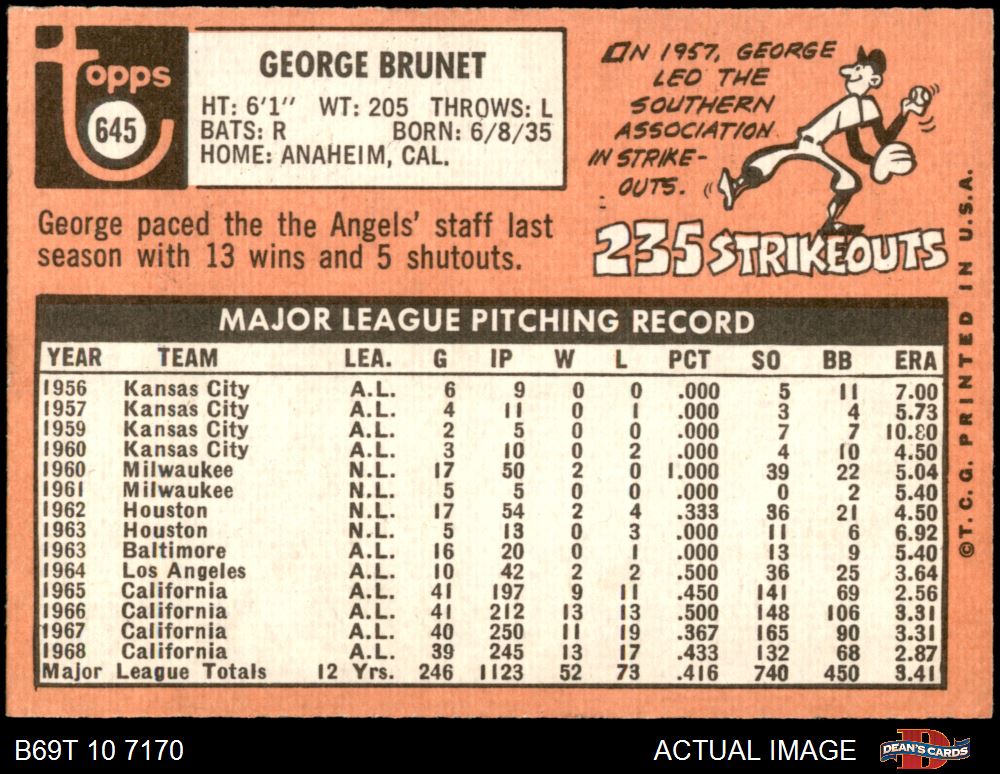 Topps
645
GEORGE BRUNET
HT: 6'1" WT: 205 THROWS: L
BATS: R BORN: 6/8/35
HOME: ANAHEIM, CAL.
George paced the the Angels' staff last
season with 13 wins and 5 shutouts.
IN 1957, GEORGE
LED THE
SOUTHERN
ASSOCIATION
IN STRIKE-
OUTS.
235 STRIKEOUTS
MAJOR LEAGUE PITCHING RECORD
YEAR TEAM LEA. G IP W L PCT SO BB ERA
1956 Kansas City A.L. 6 9 0 0 .000 5 11 7.00
1957 Kansas City A.L. 4 11 0 1 .000 3 4 5.73
1959 Kansas City A.L. 2 5 0 0 .000 7 7 10.80
1960 Kansas City A.L. 3 10 0 2 .000 4 10 4.50
1960 Milwaukee N.L. 17 50 2 0 1.000 39 22 5.04
1961 Milwaukee N.L. 5 5 0 0 .000 0 2 5.40
1962 Houston N.L. 17 54 2 4 .333 36 21 4.50
1963 Houston N.L. 5 13 0 3 .000 11 6 6.92
1963 Baltimore A.L. 16 20 0 1 .000 13 9 5.40
1964 Los Angeles A.L. 10 42 2 2 .500 36 25 3.64
1965 California A.L. 41 197 9 11 .450 141 69 2.56
1966 California A.L. 41 212 13 13 .500 148 106 3.31
1967 California A.L. 40 250 11 19 .367 165 90 3.31
1968 California A.L. 39 245 13 17 .433 132 68 2.87
Major League Totals 12 Yrs. 246 1123 52 73 .416 740 450 3.41
©T. C. G. PRINTED IN U.S.A.
B69T 10 7170
ACTUAL IMAGE
DEAN'S CARDS